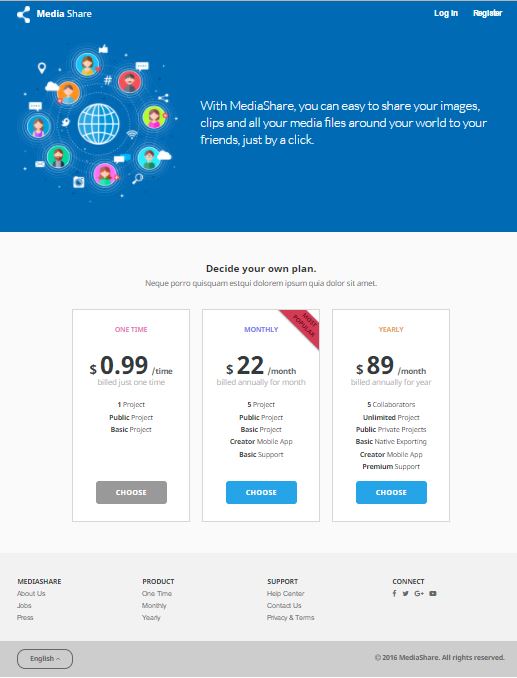 Media Share
Log In
Register
#
With MediaShare, you can easy to share your images,
clips and all your media files around your world to your
friends, just by a click.
Decide your own plan.
Neque porro quisquam estqui dolorem ipsum quia dolor sit amet.
ONE TIME
$ 0.99 /time
billed just one time
1 Project
Public Project
Basic Project
CHOOSE
MOST
POPULAR
MONTHLY
$ 22 /month
billed annually for month
5 Project
Public Project
Basic Project
Creator Mobile App
Basic Support
CHOOSE
YEARLY
$ 89 /month
billed annually for year
5 Collaborators
Unlimited Project
Public Private Projects
Basic Native Exporting
Creator Mobile App
Premium Support
CHOOSE
MEDIASHARE
About Us
Jobs
Press
PRODUCT
One Time
Monthly
Yearly
SUPPORT
Help Center
Contact Us
Privacy & Terms
CONNECT
English
© 2016 MediaShare. All rights reserved.